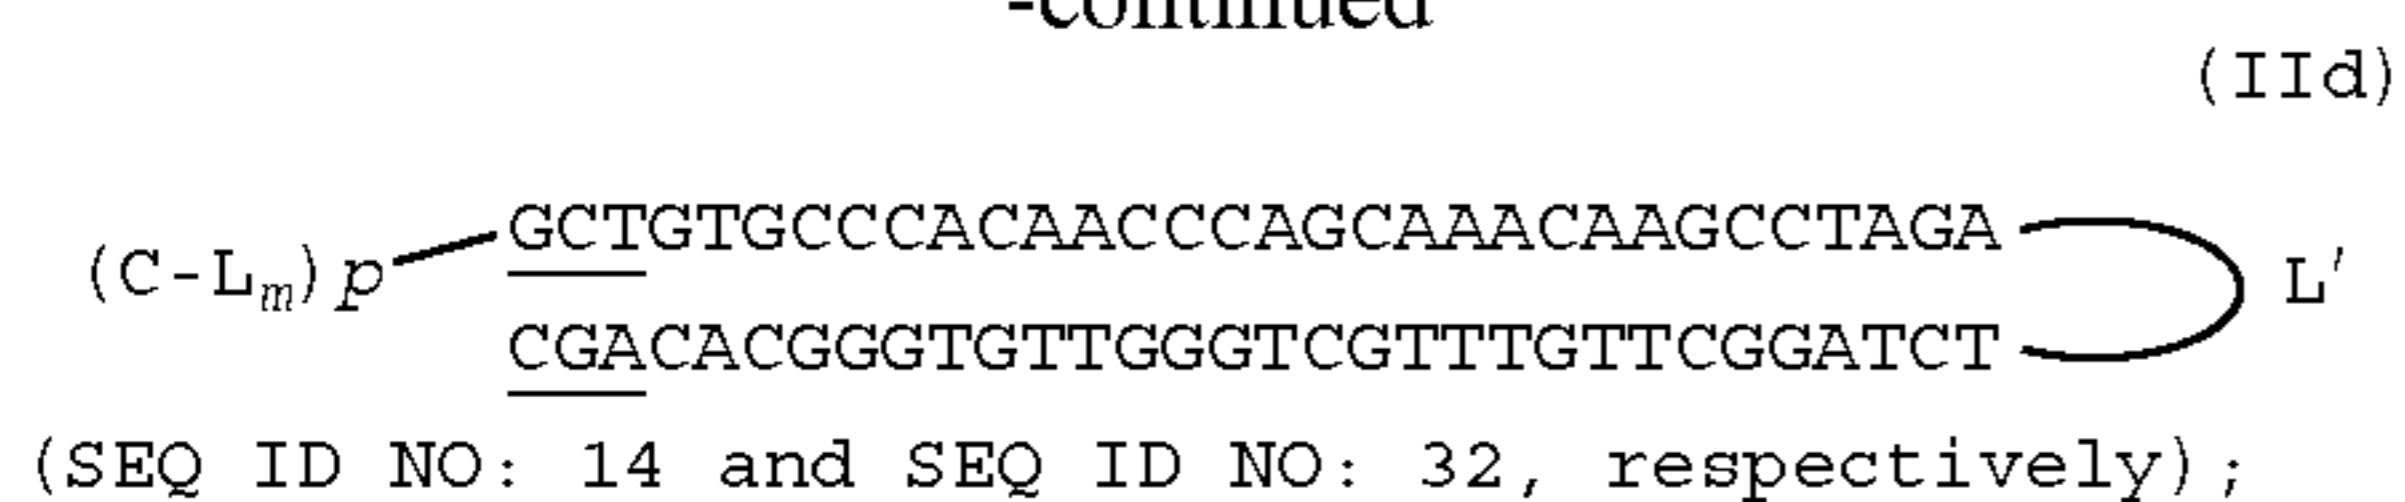 -continued
(IId)
GCTGTGCCCACAACCCAGCAAACAAGCCTAGA
(C-Lm)p L'
CGACACGGGTGTTGGGTCGTTTGTTCGGATCT
(SEQ ID NO: 14 and SEQ ID NO: 32, respectively);